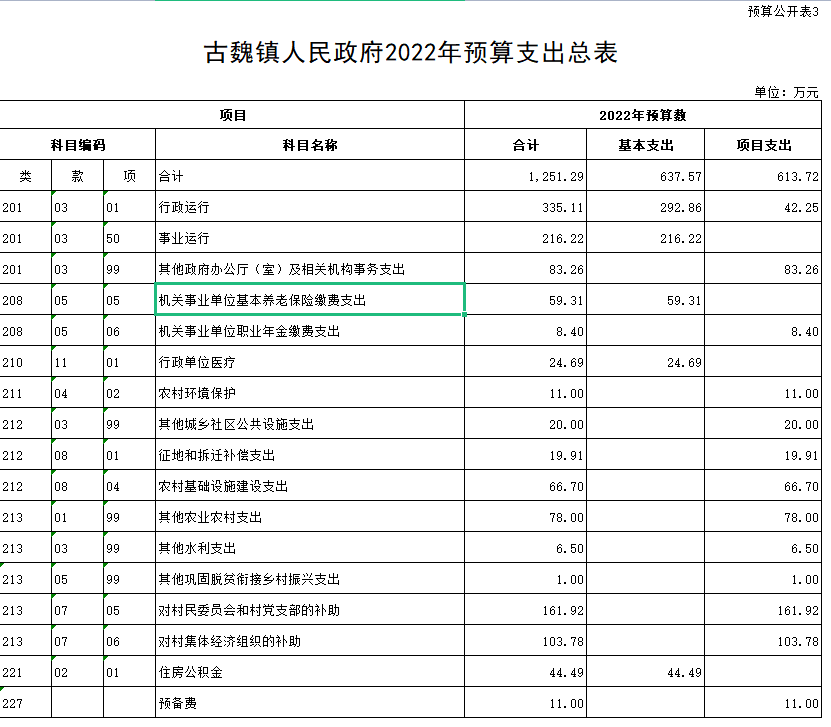 预算公开表3
古魏镇人民政府2022年预算支出总表
单位：万元
项目 2022年预算数
科目编码 科目名称 合计 基本支出 项目支出
类 款 项 合计 1,251.29 637.57 613.72
201 03 01 行政运行 335.11 292.86 42.25
201 03 50 事业运行 216.22 216.22
201 03 99 其他政府办公厅（室）及相关机构事务支出 83.26 83.26
208 05 05 机关事业单位基本养老保险缴费支出 59.31 59.31
208 05 06 机关事业单位职业年金缴费支出 8.40 8.40
210 11 01 行政单位医疗 24.69 24.69
211 04 02 农村环境保护 11.00 11.00
212 03 99 其他城乡社区公共设施支出 20.00 20.00
212 08 01 征地和拆迁补偿支出 19.91 19.91
212 08 04 农村基础设施建设支出 66.70 66.70
213 01 99 其他农业农村支出 78.00 78.00
213 03 99 其他水利支出 6.50 6.50
213 05 99 其他巩固脱贫衔接乡村振兴支出 1.00 1.00
213 07 05 对村民委员会和村党支部的补助 161.92 161.92
213 07 06 对村集体经济组织的补助 103.78 103.78
221 02 01 住房公积金 44.49 44.49
227 预备费 11.00 11.00